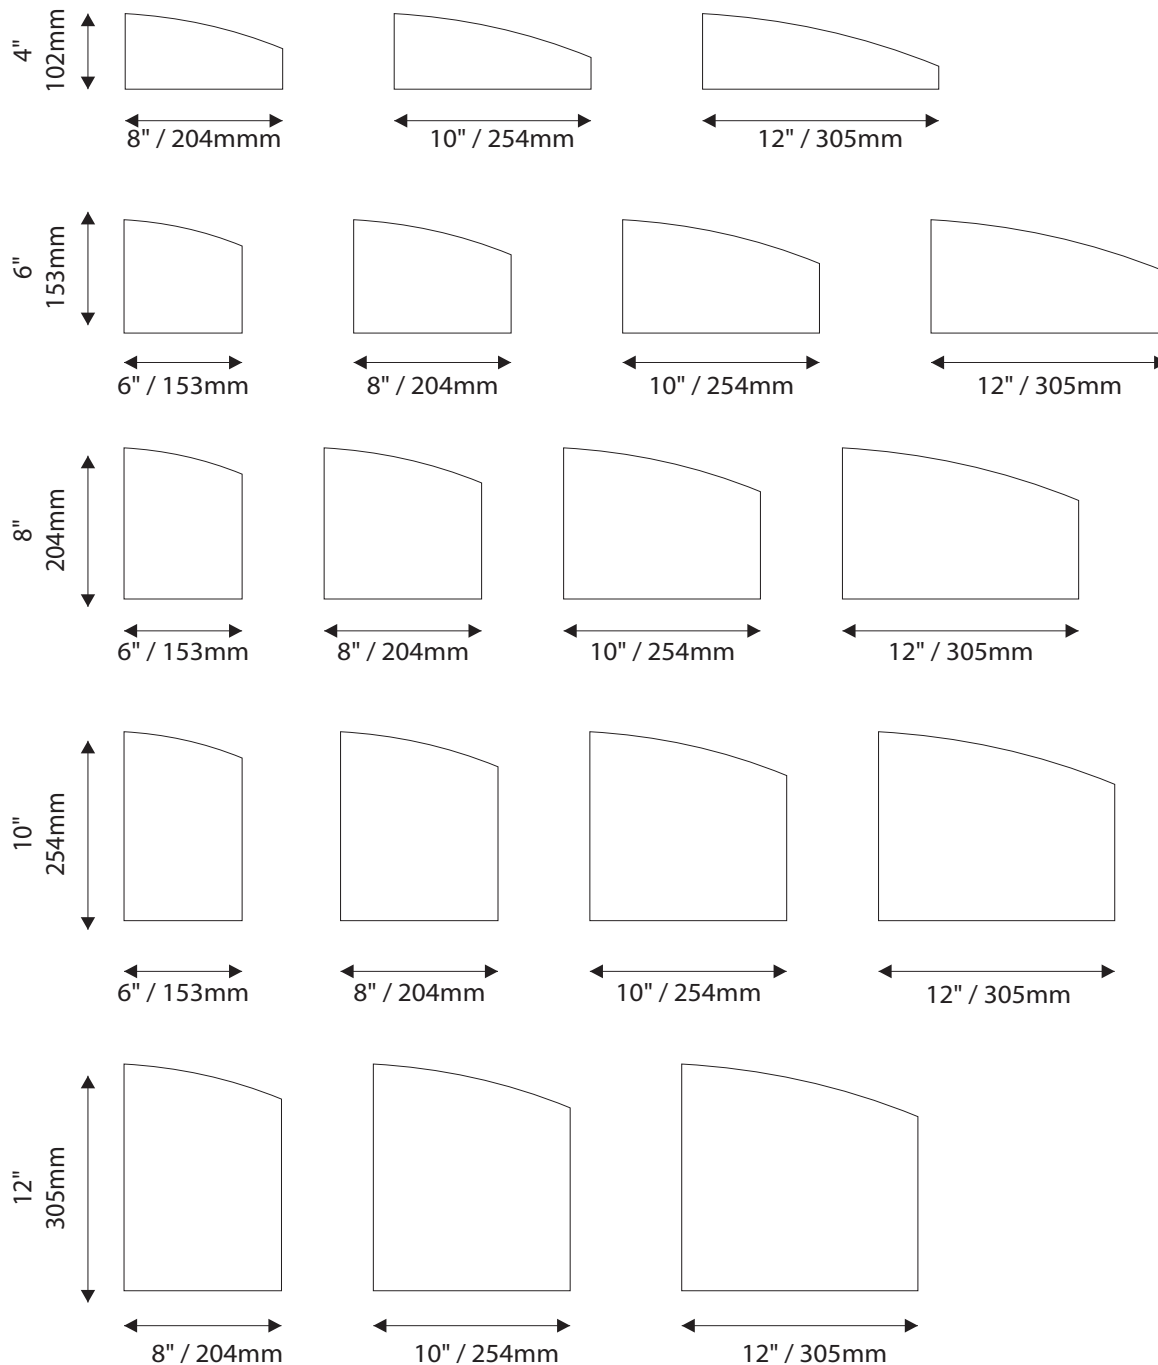 4"
102mm
8" / 204mmm
10" / 254mm
12" / 305mm
6"
153mm
6" / 153mm
8" / 204mm
10" / 254mm
12" / 305mm
8"
204mm
6" / 153mm
8" / 204mm
10" / 254mm
12" / 305mm
10"
254mm
6" / 153mm
8" / 204mm
10" / 254mm
12" / 305mm
12"
305mm
8" / 204mm
10" / 254mm
12" / 305mm